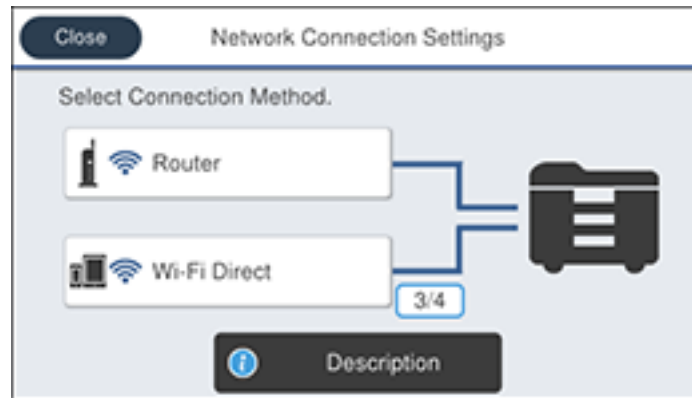 Close
Network Connection Settings
Select Connection Method.
Router
Wi-Fi Direct
3/4
Description